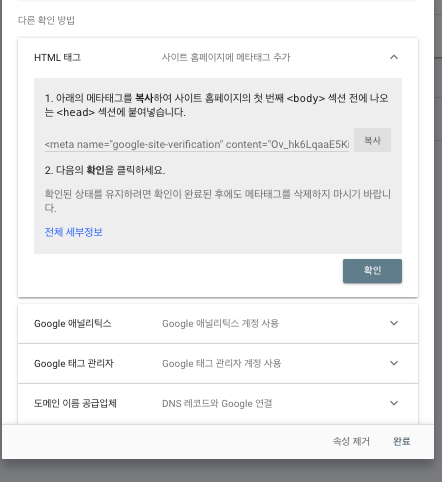 다른 확인 방법
HTML 태그 사이트 홈페이지에 메타태그 추가
1. 아래의 메타태그를 복사하여 사이트 홈페이지의 첫 번째 <body> 섹션 전에 나오
는 <head> 섹션에 붙여넣습니다.
<meta name="google-site-verification" content="Ov_hk6LqaaE5Ki 복사
2. 다음의 확인을 클릭하세요.
확인된 상태를 유지하려면 확인이 완료된 후에도 메타태그를 삭제하지 마시기 바랍니
다.
전체 세부정보
확인
Google 애널리틱스 Google 애널리틱스 계정 사용
Google 태그 관리자 Google 태그 관리자 계정 사용
도메인 이름 공급업체 DNS 레코드와 Google 연결
속성 제거 완료